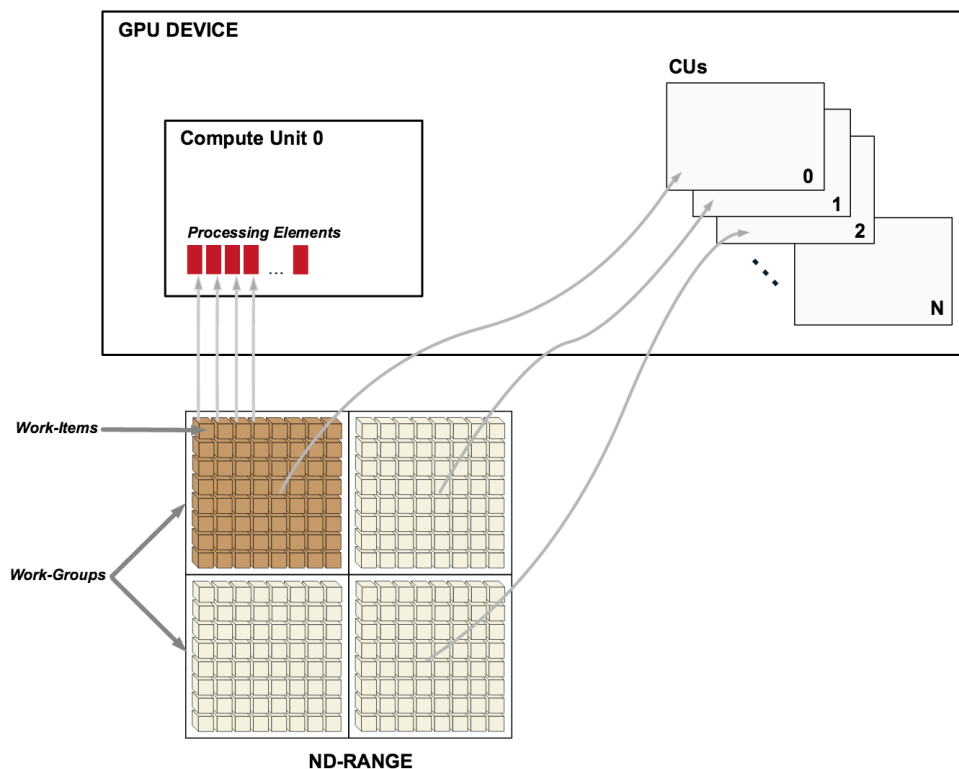 GPU DEVICE
CUs
Compute Unit 0
Processing Elements
...
0
1
2
N
Work-Items
Work-Groups
ND-RANGE